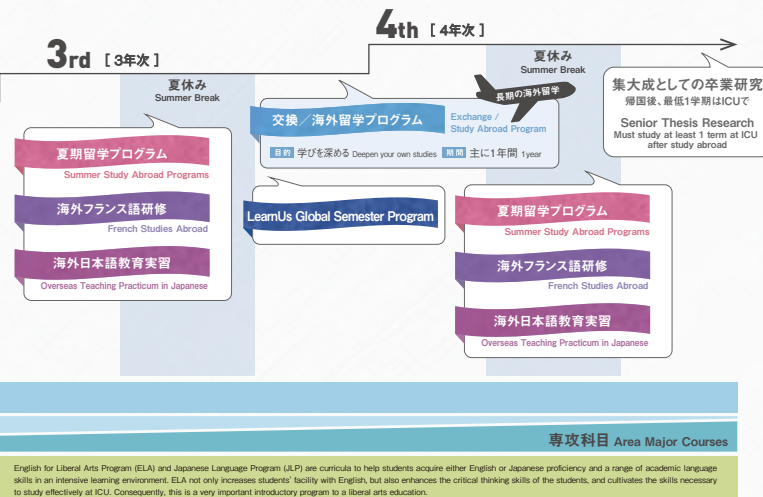 3rd [ 3年次 ]
夏休み
Summer Break
夏期留学プログラム
Summer Study Abroad Programs
海外フランス語研修
French Studies Abroad
海外日本語教育実習
Overseas Teaching Practicum in Japanese
4th [ 4年次 ]
交換／海外留学プログラム
Exchange /
Study Abroad Program
目的 学びを深める Deepen your own studies 期間 主に1年間 1year
長期の海外留学
LearnUs Global Semester Program
夏休み
Summer Break
夏期留学プログラム
Summer Study Abroad Programs
海外フランス語研修
French Studies Abroad
海外日本語教育実習
Overseas Teaching Practicum in Japanese
集大成としての卒業研究
帰国後、最低1学期はICUで
Senior Thesis Research
Must study at least 1 term at ICU
after study abroad
専攻科目 Area Major Courses
English for Liberal Arts Program (ELA) and Japanese Language Program (JLP) are curricula to help students acquire either English or Japanese proficiency and a range of academic language
skills in an intensive learning environment. ELA not only increases students' facility with English, but also enhances the critical thinking skills of the students, and cultivates the skills necessary
to study effectively at ICU. Consequently, this is a very important introductory program to a liberal arts education.